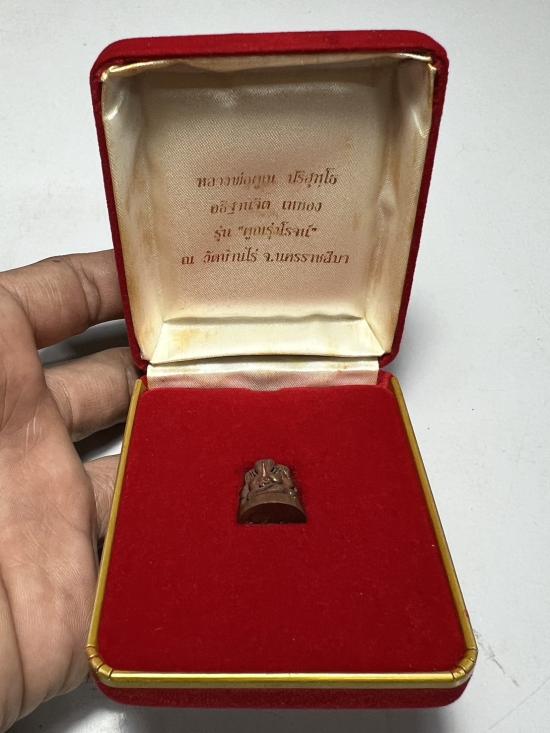 หลวงพ่อคูณ ปริสุทฺโธ
อธิฐานจิต เททอง
รุ่น "คูณรุ่งโรจน์"
ณ วัดบ้านไร่ จ.นครราชสีมา